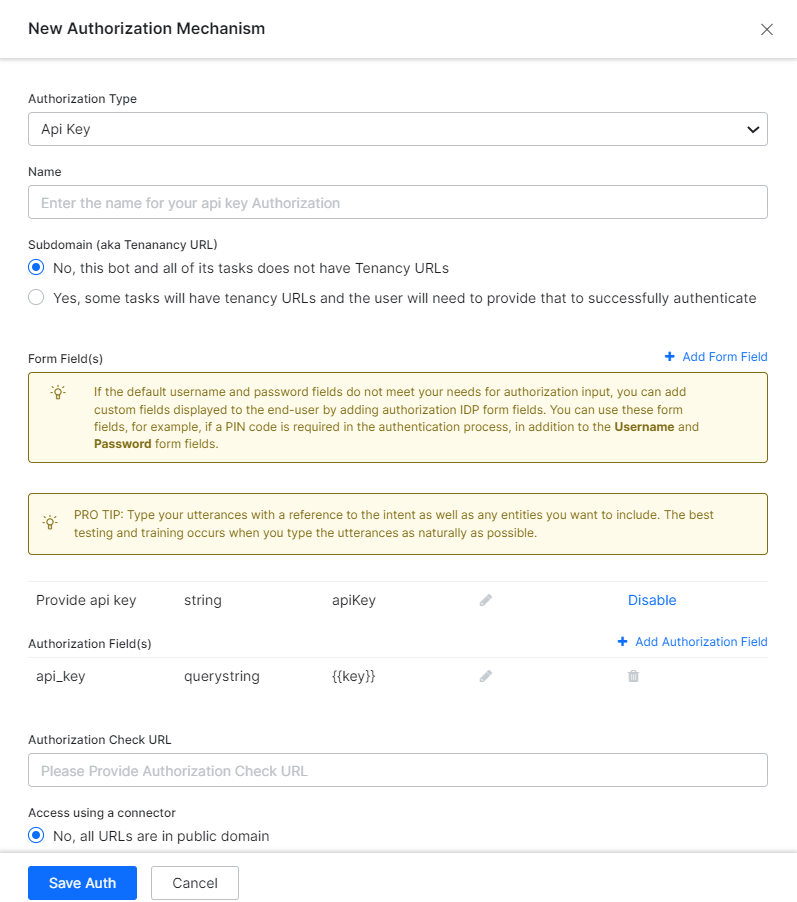 New Authorization Mechanism
Authorization Type
Api Key
Name
Enter the name for your api key Authorization
Subdomain (aka Tenanancy URL)
No, this bot and all of its tasks does not have Tenancy URLs
Yes, some tasks will have tenancy URLs and the user will need to provide that to successfully authenticate
Form Field(s)
+ Add Form Field
If the default username and password fields do not meet your needs for authorization input, you can add
custom fields displayed to the end-user by adding authorization IDP form fields. You can use these form
fields, for example, if a PIN code is required in the authentication process, in addition to the Username and
Password form fields.
PRO TIP: Type your utterances with a reference to the intent as well as any entities you want to include. The best
testing and training occurs when you type the utterances as naturally as possible.
Provide api key string apiKey Disable
Authorization Field(s)
+ Add Authorization Field
api_key querystring {{key}}
Authorization Check URL
Please Provide Authorization Check URL
Access using a connector
No, all URLs are in public domain
Save Auth Cancel